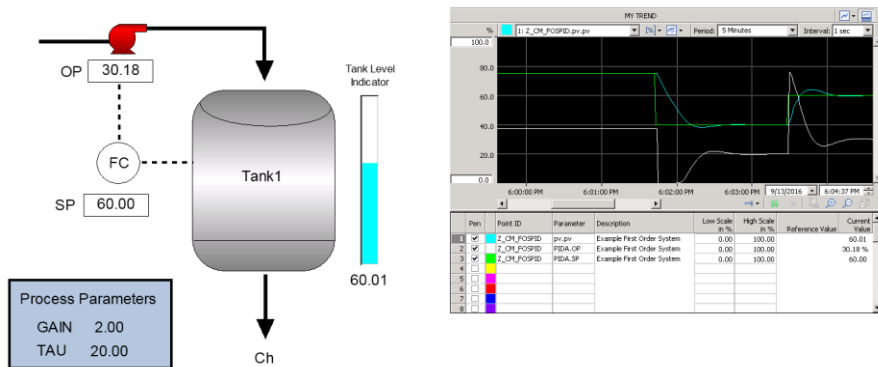 OP 30.18
FC
SP 60.00
Tank1
Tank Level
Indicator
60.01
Process Parameters
GAIN 2.00
TAU 20.00
Ch
MY TREND
% 1: Z_CM_FOSPID.pv.pv [%] Period: 5 Minutes Interval: 1 sec
100.0
80.0
60.0
40.0
20.0
0.0
6:00:00 PM 6:01:00 PM 6:02:00 PM 6:03:00 PM 9/13/2016 6:04:37 PM
Pen Point ID Parameter Description Low Scale in % High Scale in % Reference Value Current Value
1 Z_CM_FOSPID pv.pv Example First Order System 0.00 100.00 60.01
2 Z_CM_FOSPID PIDA.OP Example First Order System 0.00 100.00 30.18 %
3 Z_CM_FOSPID PIDA.SP Example First Order System 0.00 100.00 60.00
4
5
6
7
8